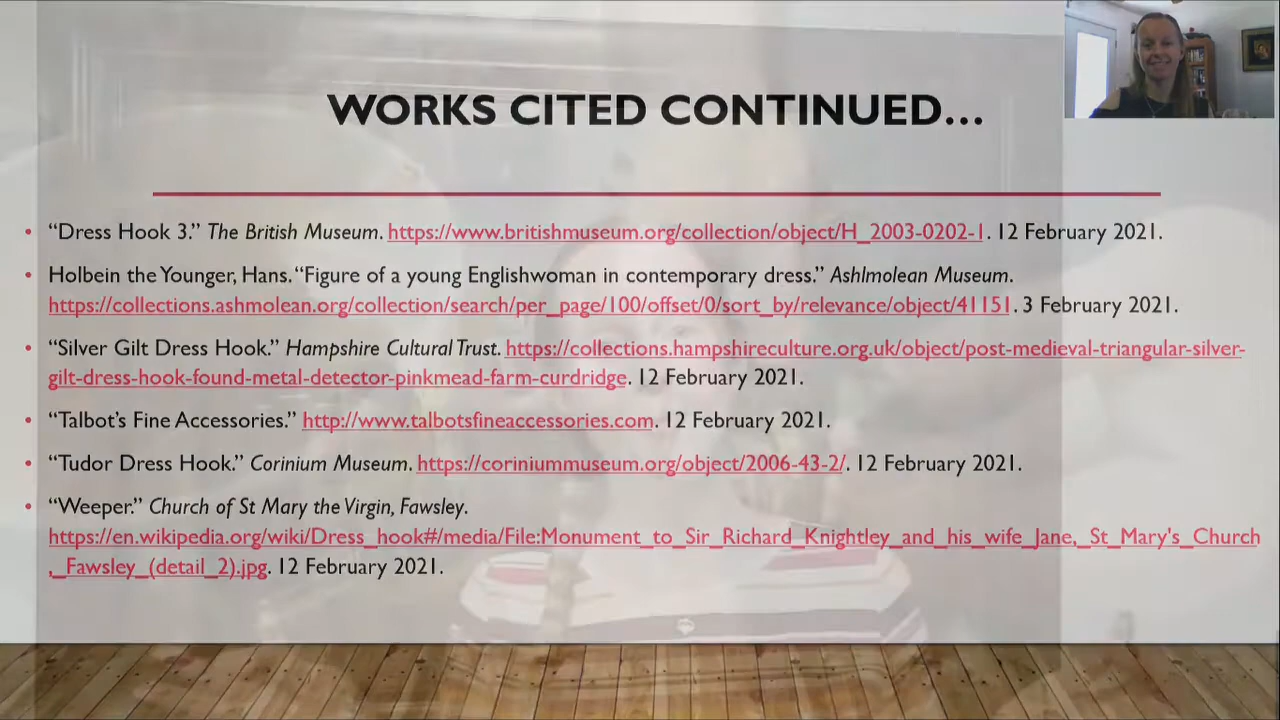 WORKS CITED CONTINUED...
• “Dress Hook 3.” The British Museum. https://www.britishmuseum.org/collection/object/H_2003-0202-1. 12 February 2021.
• Holbein the Younger, Hans. “Figure of a young Englishwoman in contemporary dress.” Ashlmolean Museum.
https://collections.ashmolean.org/collection/search/per_page/100/offset/0/sort_by/relevance/object/41151. 3 February 2021.
• “Silver Gilt Dress Hook.” Hampshire Cultural Trust. https://collections.hampshireculture.org.uk/object/post-medieval-triangular-silver-
gilt-dress-hook-found-metal-detector-pinkmead-farm-curdridge. 12 February 2021.
• “Talbot’s Fine Accessories.” http://www.talbotsfineaccessories.com. 12 February 2021.
• “Tudor Dress Hook.” Corinium Museum. https://coriniummuseum.org/object/2006-43-2/. 12 February 2021.
• “Weeper.” Church of St Mary the Virgin, Fawsley.
https://en.wikipedia.org/wiki/Dress_hook#/media/File:Monument_to_Sir_Richard_Knightley_and_his_wife_Jane,_St_Mary's_Church
,_Fawsley_(detail_2).jpg. 12 February 2021.